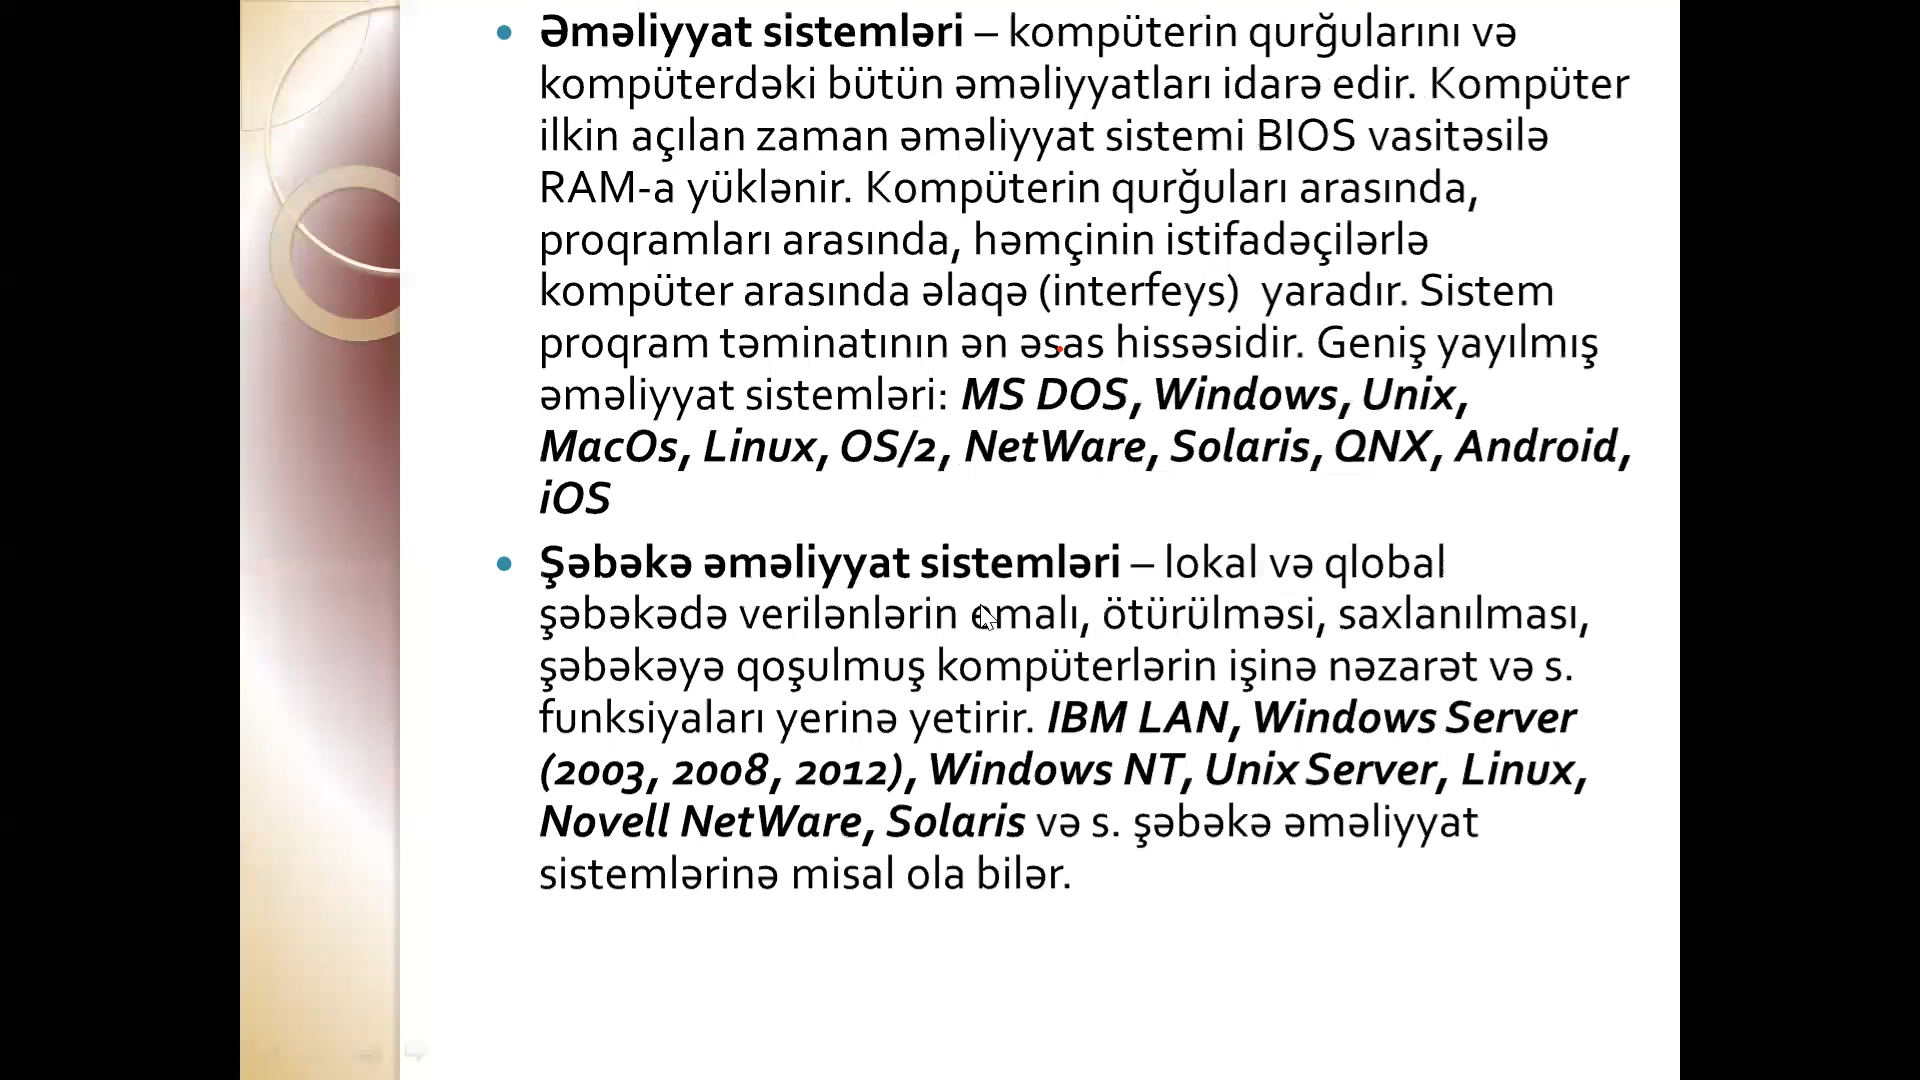 • Əməliyyat sistemləri – kompüterin qurğularını və
kompüterdəki bütün əməliyyatları idarə edir. Kompüter
ilkin açılan zaman əməliyyat sistemi BIOS vasitəsilə
RAM-a yüklənir. Kompüterin qurğuları arasında,
proqramları arasında, həmçinin istifadəçilərlə
kompüter arasında əlaqə (interfeys)  yaradır. Sistem
proqram təminatının ən əsas hissəsidir. Geniş yayılmış
əməliyyat sistemləri: MS DOS, Windows, Unix,
MacOs, Linux, OS/2, NetWare, Solaris, QNX, Android,
iOS
• Şəbəkə əməliyyat sistemləri – lokal və qlobal
şəbəkədə verilənlərin emalı, ötürülməsi, saxlanılması,
şəbəkəyə qoşulmuş kompüterlərin işinə nəzarət və s.
funksiyaları yerinə yetirir. IBM LAN, Windows Server
(2003, 2008, 2012), Windows NT, Unix Server, Linux,
Novell NetWare, Solaris və s. şəbəkə əməliyyat
sistemlərinə misal ola bilər.